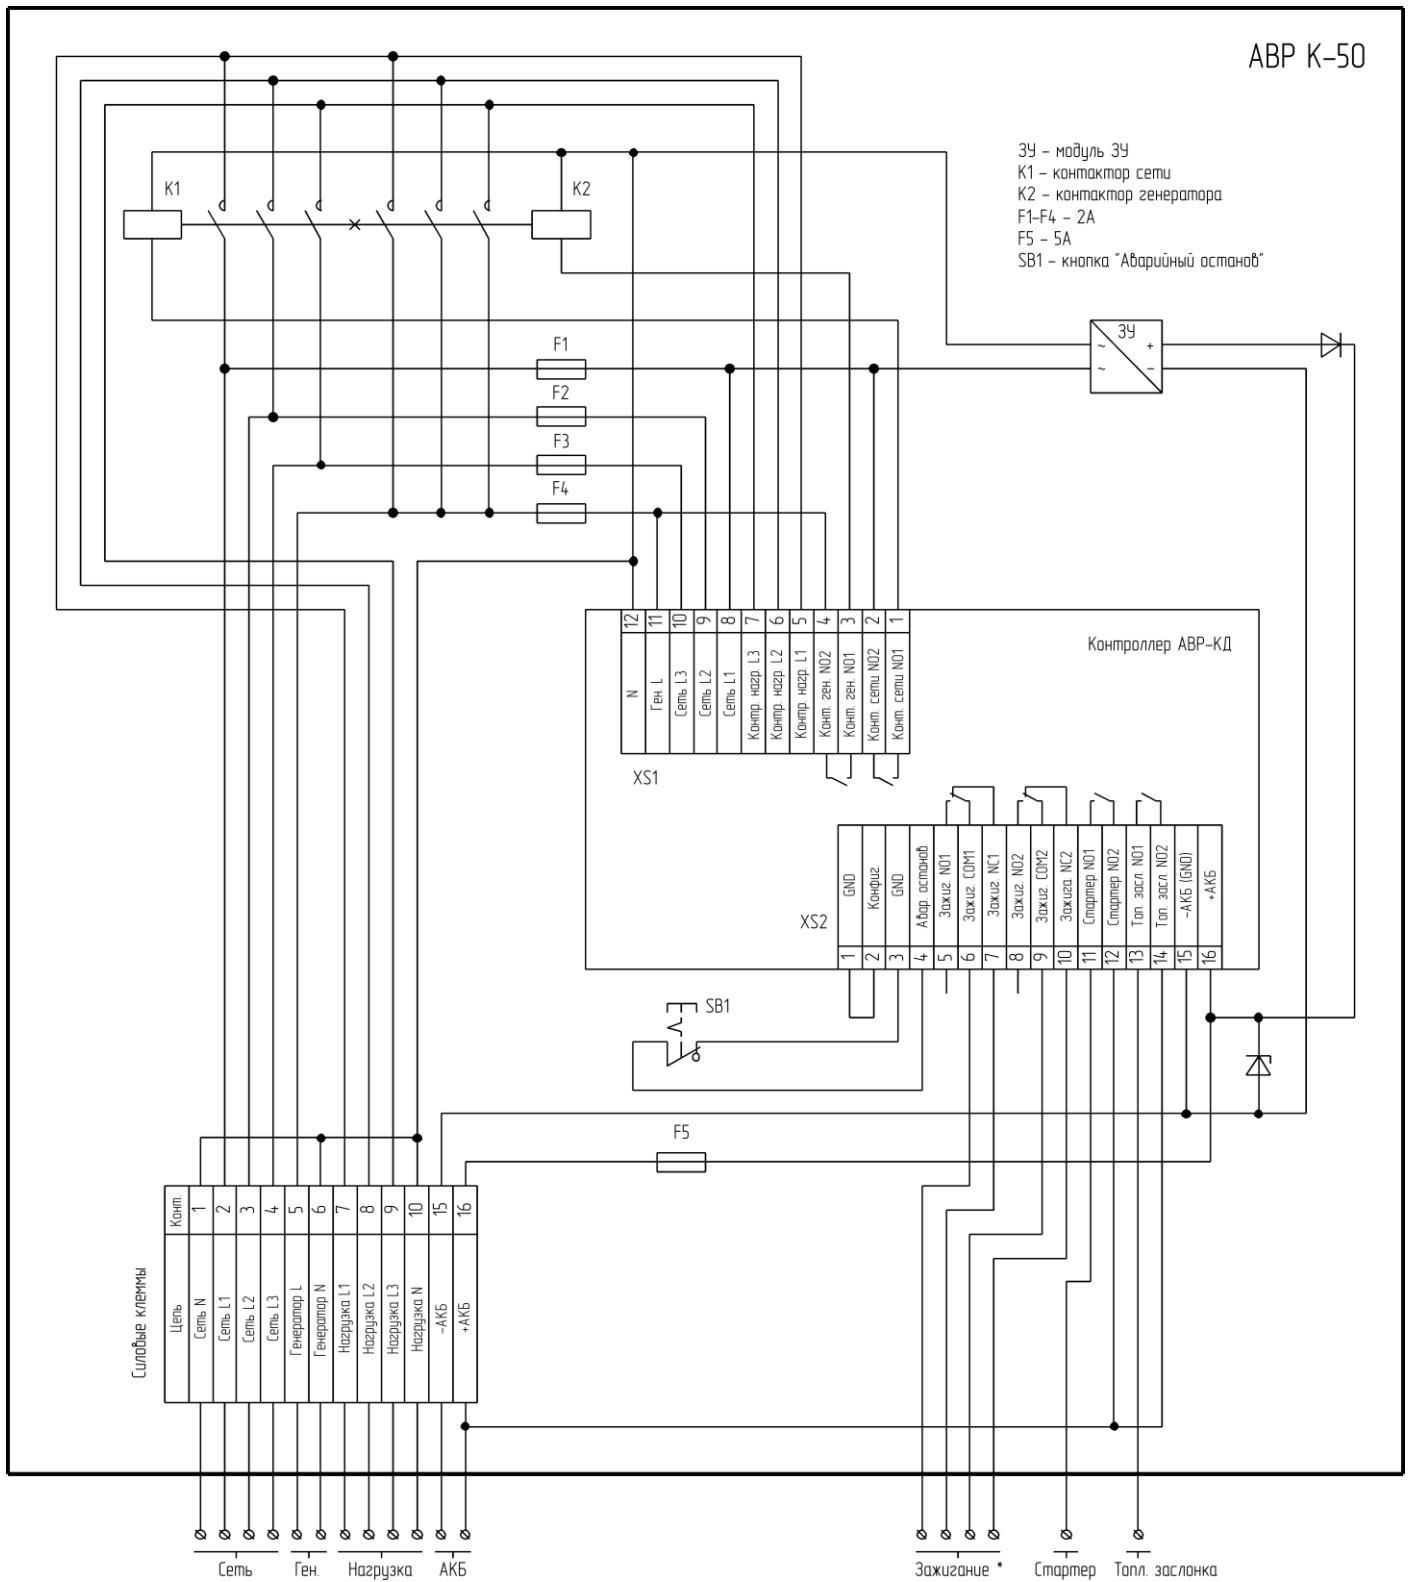 АВР К-50
ЗУ - модуль ЗУ
К1 - контактор сети
К2 - контактор генератора
F1-F4 - 2А
F5 - 5А
SB1 - кнопка "Аварийный останов"
К1
К2
ЗУ
~ +
~ −
F1
F2
F3
F4
Контроллер АВР-КД
12 11 10 9 8 7 6 5 4 3 2 1
N
Ген. L
Сеть L3
Сеть L2
Сеть L1
Контр. нагр. L3
Контр. нагр. L2
Контр. нагр. L1
Конт. ген. NO2
Конт. ген. NO1
Конт. сети NO2
Конт. сети NO1
XS1
XS2
GND
Конфиг.
GND
Авар. останов
Зажиг. NO1
Зажиг. COM1
Зажиг. NC1
Зажиг. NO2
Зажиг. COM2
Зажига. NC2
Стартер NO1
Стартер NO2
Топ. засл. NO1
Топ. засл. NO2
-АКБ (GND)
+АКБ
1 2 3 4 5 6 7 8 9 10 11 12 13 14 15 16
SB1
F5
Силовые клеммы
Конт. 1 2 3 4 5 6 7 8 9 10 15 16
Цепь
Сеть N
Сеть L1
Сеть L2
Сеть L3
Генератор L
Генератор N
Нагрузка L1
Нагрузка L2
Нагрузка L3
Нагрузка N
-АКБ
+АКБ
Сеть Ген. Нагрузка АКБ Зажигание * Стартер Топл. заслонка